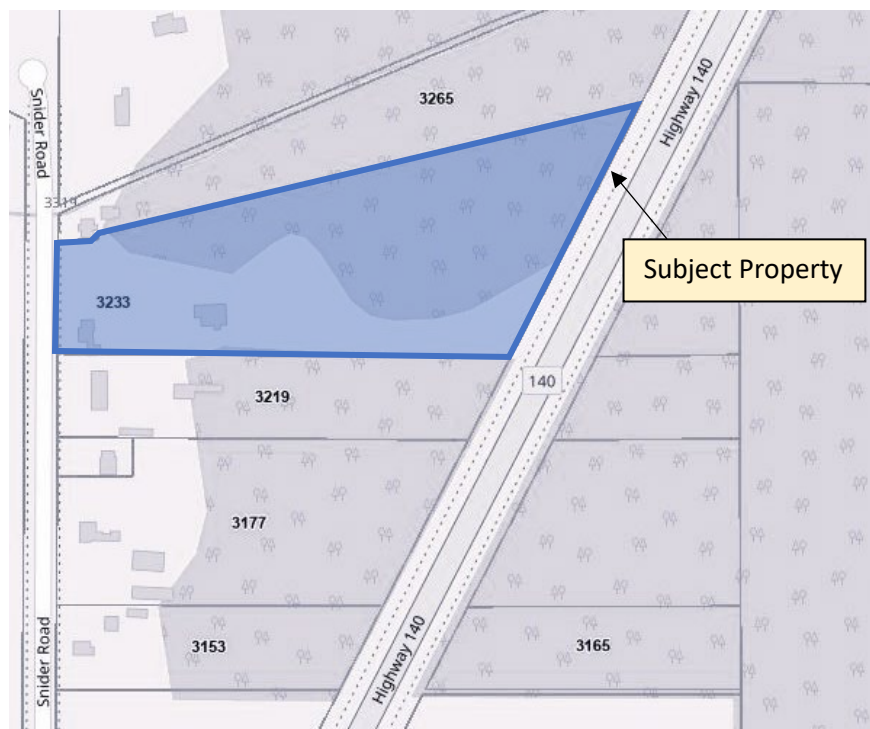 Snider Road
3265
Highway 140
3319
Subject Property
3233
140
3219
3177
Snider Road
Highway 140
3153
3165